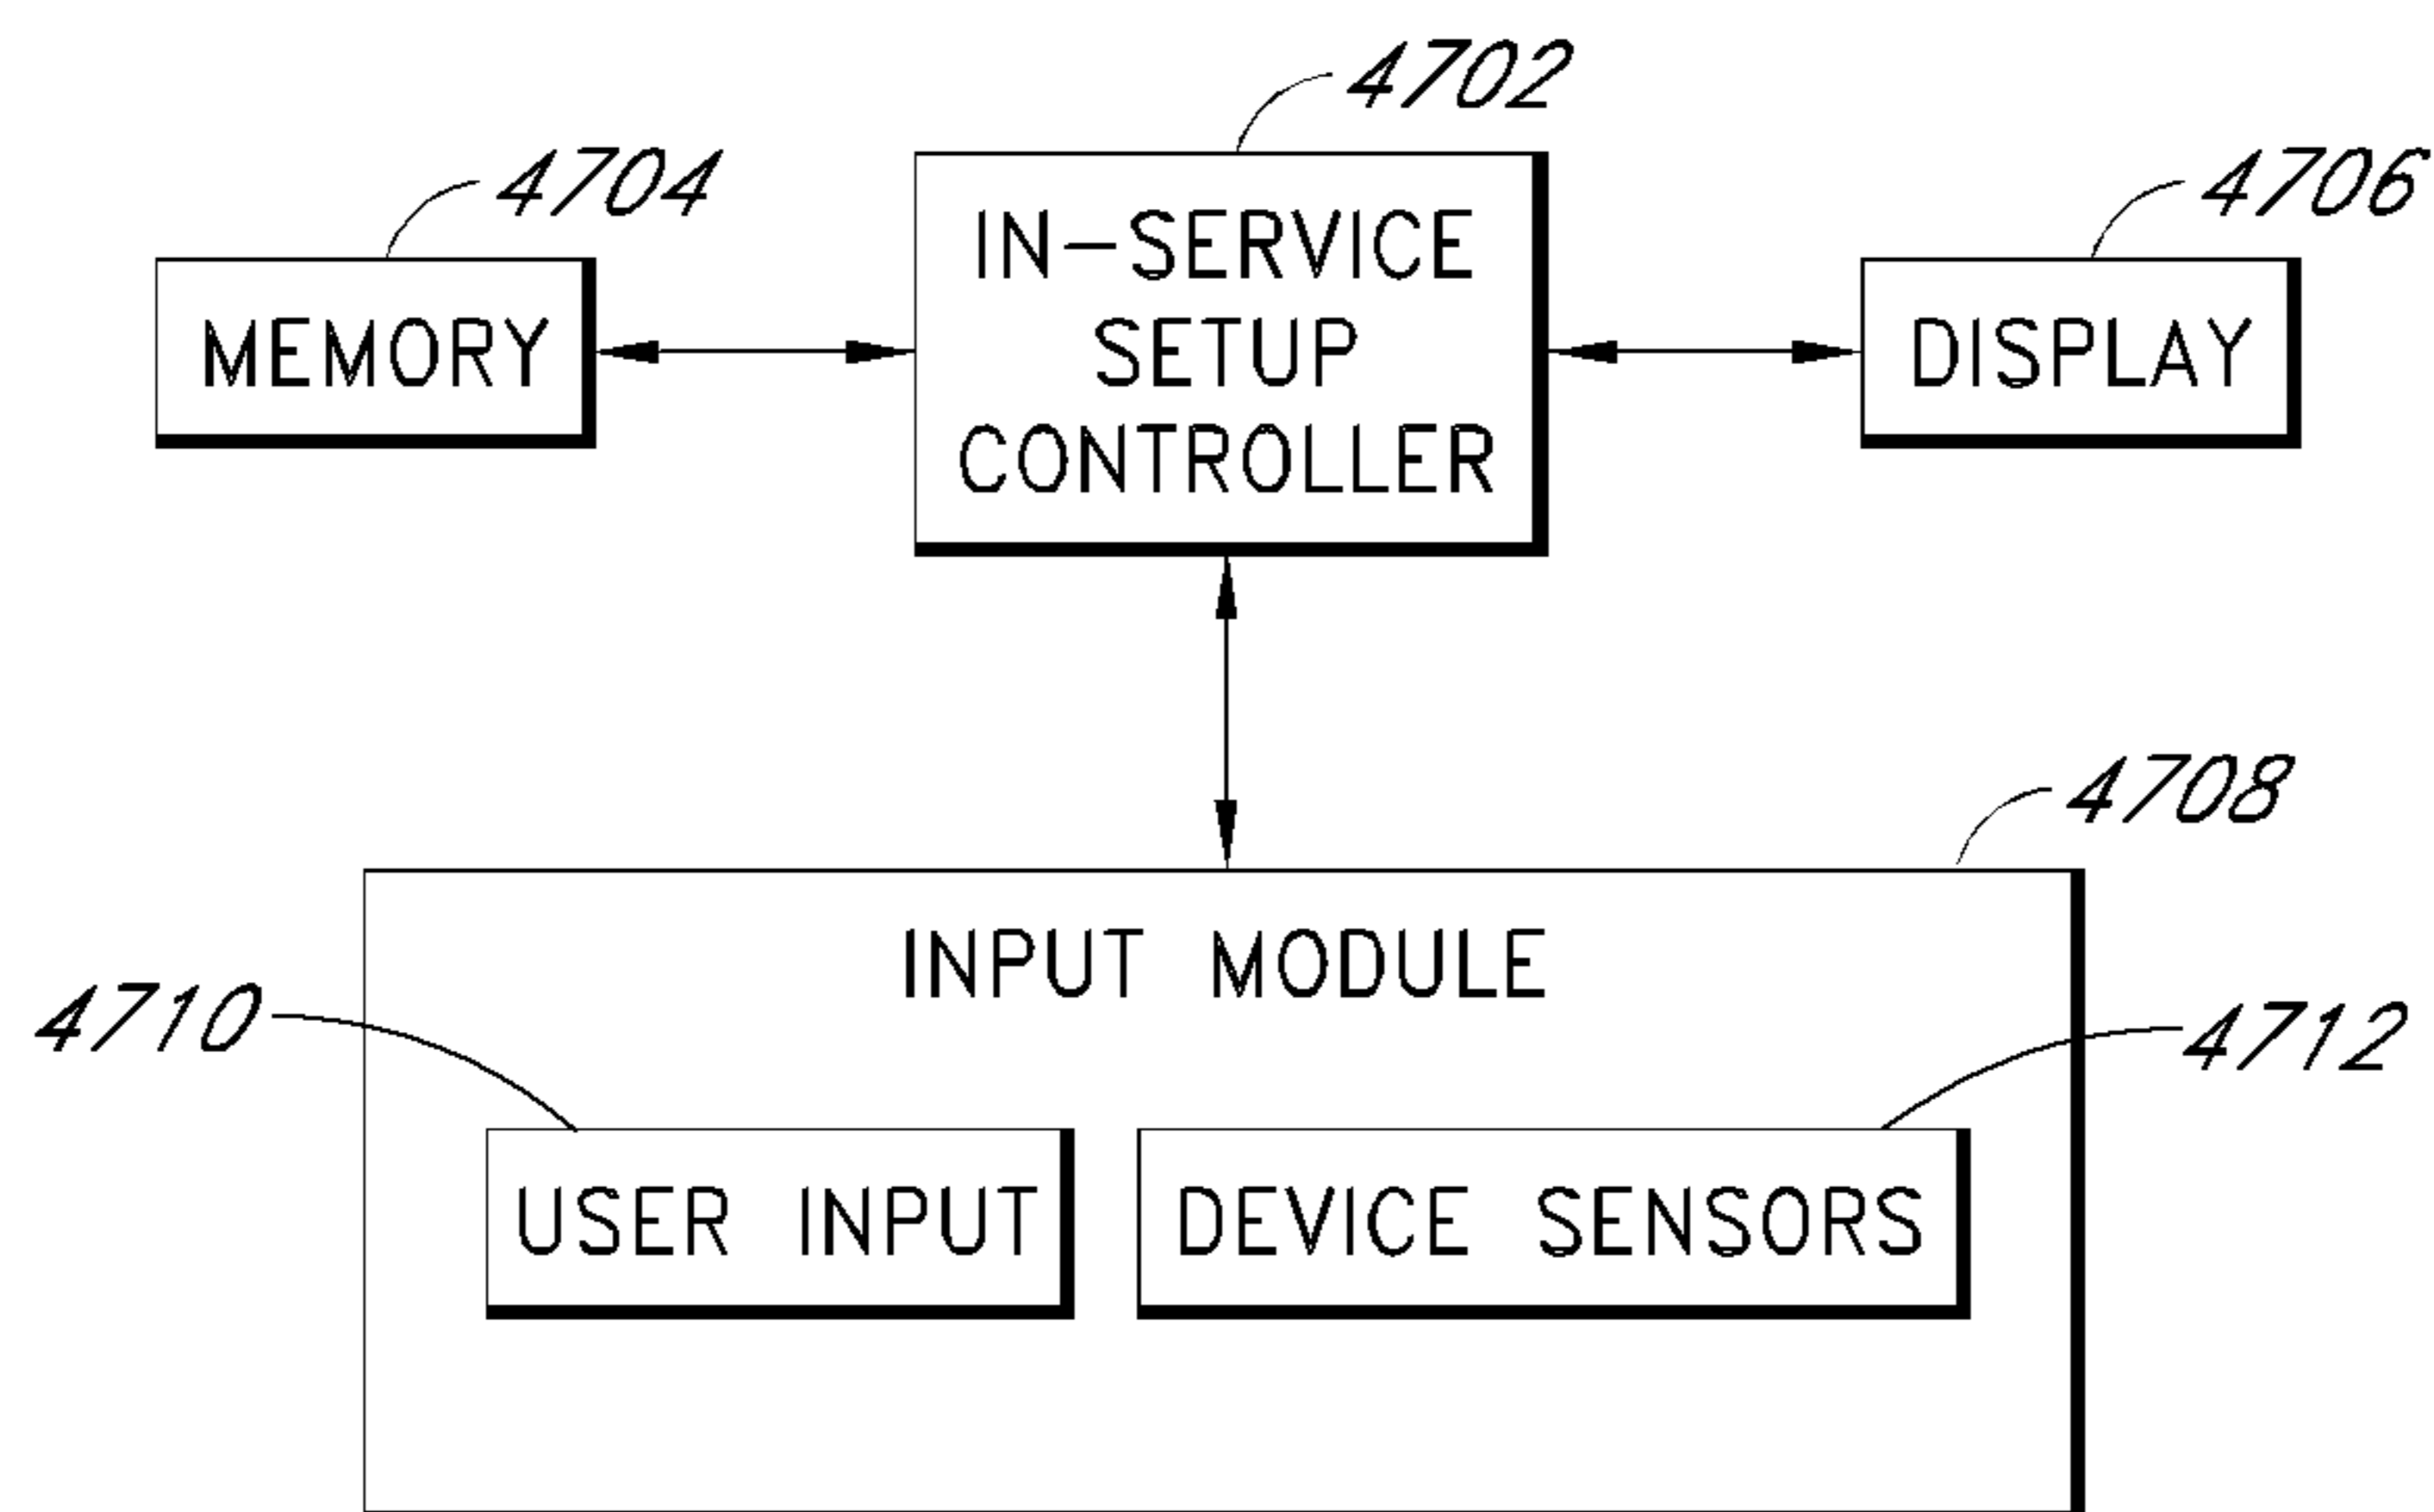 4702
4704
4706
IN-SERVICE
SETUP
CONTROLLER
MEMORY
DISPLAY
4708
INPUT MODULE
4710
4712
USER INPUT
DEVICE SENSORS